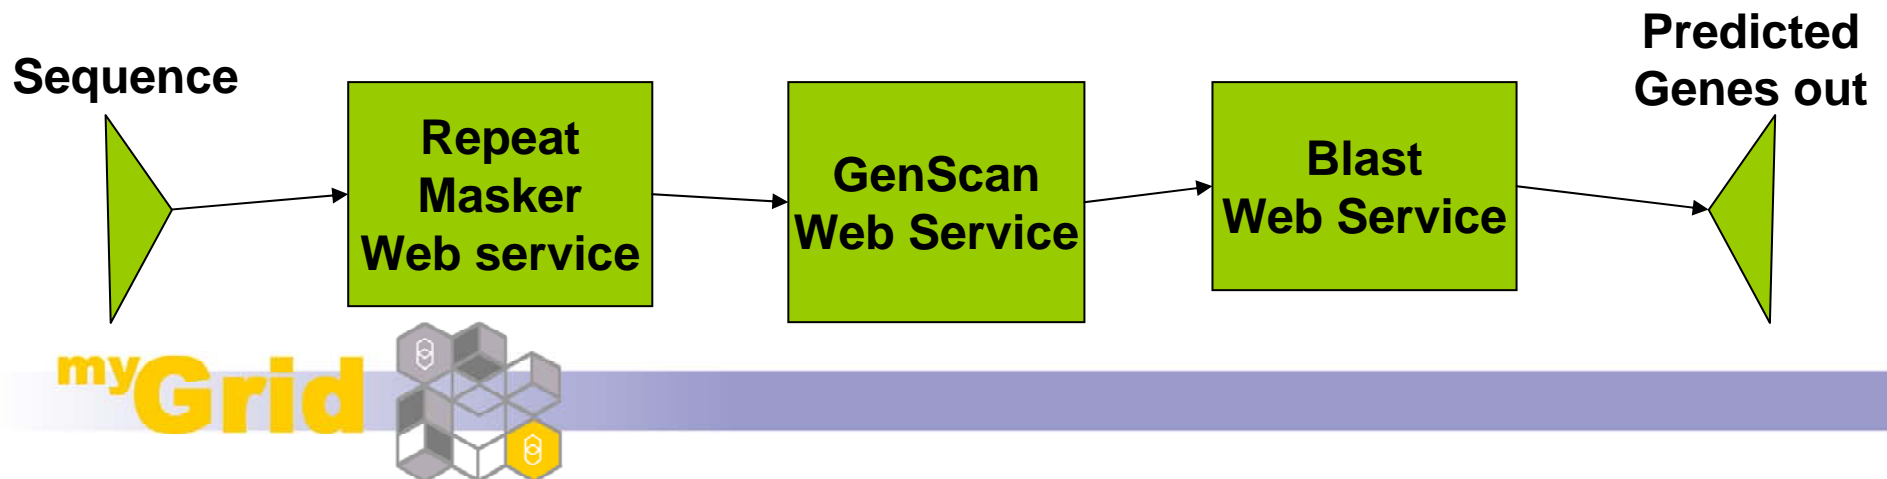 Sequence
Repeat
Masker
Web service
GenScan
Web Service
Blast
Web Service
Predicted
Genes out
myGrid